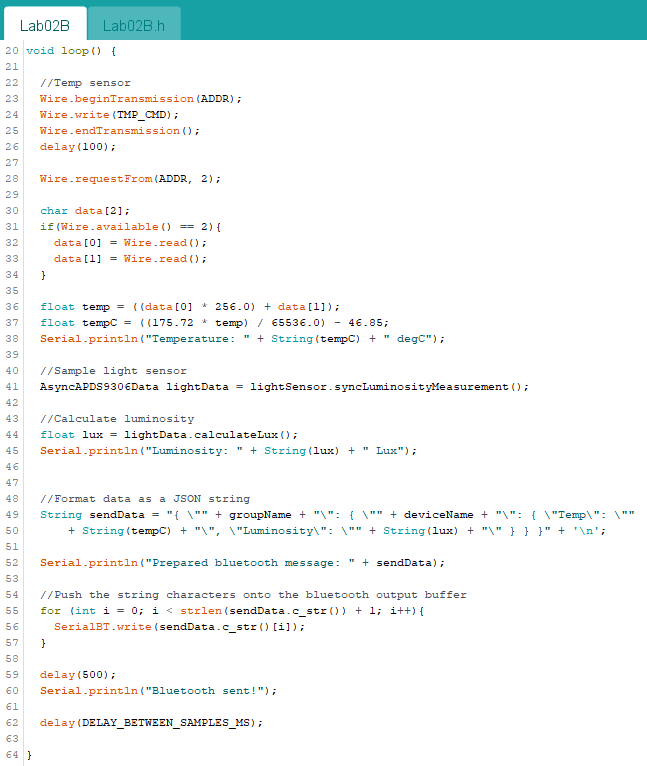 Lab02B Lab02B.h
20 void loop() {
21
22   //Temp sensor
23   Wire.beginTransmission(ADDR);
24   Wire.write(TMP_CMD);
25   Wire.endTransmission();
26   delay(100);
27
28   Wire.requestFrom(ADDR, 2);
29
30   char data[2];
31   if(Wire.available() == 2){
32     data[0] = Wire.read();
33     data[1] = Wire.read();
34   }
35
36   float temp = ((data[0] * 256.0) + data[1]);
37   float tempC = ((175.72 * temp) / 65536.0) - 46.85;
38   Serial.println("Temperature: " + String(tempC) + " degC");
39
40   //Sample light sensor
41   AsyncAPDS9306Data lightData = lightSensor.syncLuminosityMeasurement();
42
43   //Calculate luminosity
44   float lux = lightData.calculateLux();
45   Serial.println("Luminosity: " + String(lux) + " Lux");
46
47
48   //Format data as a JSON string
49   String sendData = "{ \"" + groupName + "\": { \"" + deviceName + "\": { \"Temp\": \""
50       + String(tempC) + "\", \"Luminosity\": \"" + String(lux) + "\" } } }" + '\n';
51
52   Serial.println("Prepared bluetooth message: " + sendData);
53
54   //Push the string characters onto the bluetooth output buffer
55   for (int i = 0; i < strlen(sendData.c_str()) + 1; i++){
56     SerialBT.write(sendData.c_str()[i]);
57   }
58
59   delay(500);
60   Serial.println("Bluetooth sent!");
61
62   delay(DELAY_BETWEEN_SAMPLES_MS);
63
64 }